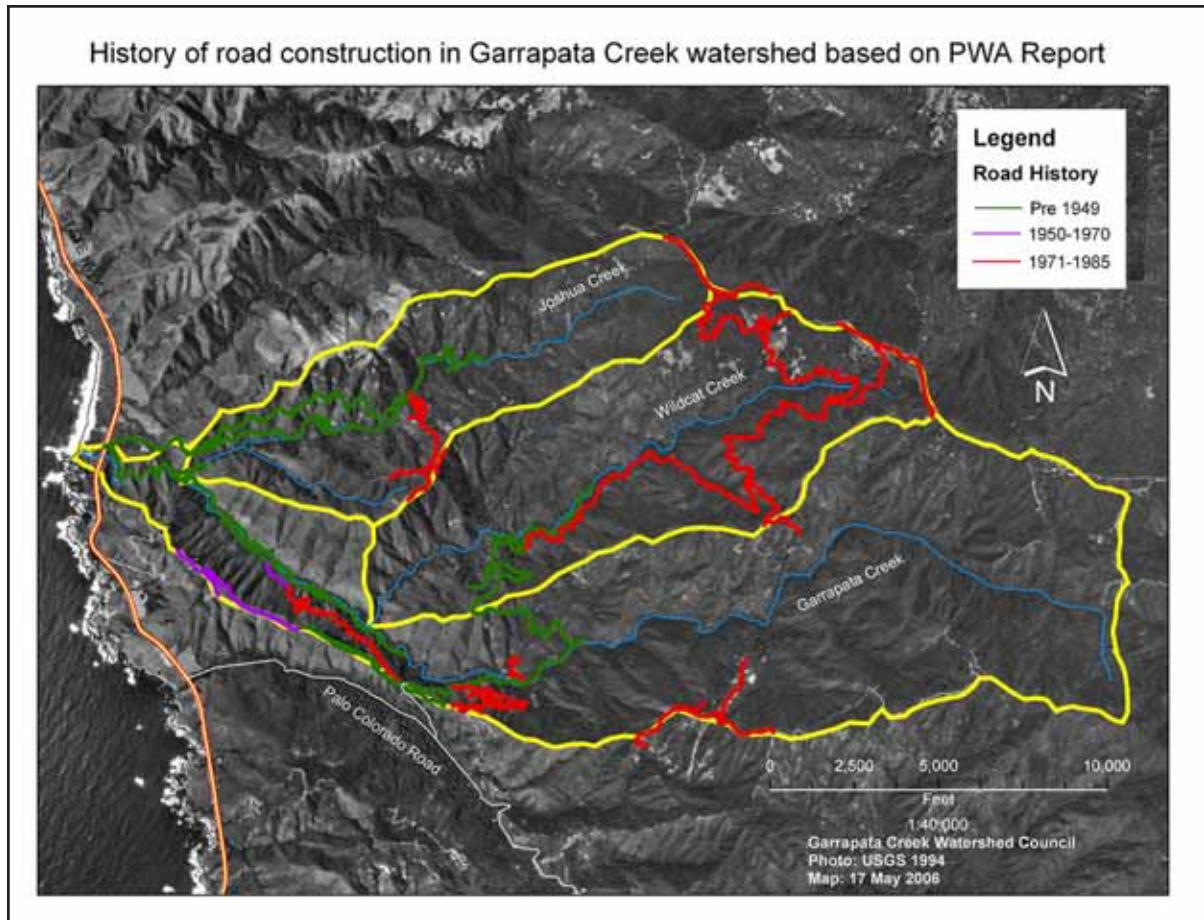 History of road construction in Garrapata Creek watershed based on PWA Report
Legend
Road History
Pre 1949
1950-1970
1971-1985
N
Joshua Creek
Wildcat Creek
Garrapata Creek
Palo Colorado Road
0 2,500 5,000 10,000
Feet
1:40,000
Garrapata Creek Watershed Council
Photo: USGS 1994
Map: 17 May 2006